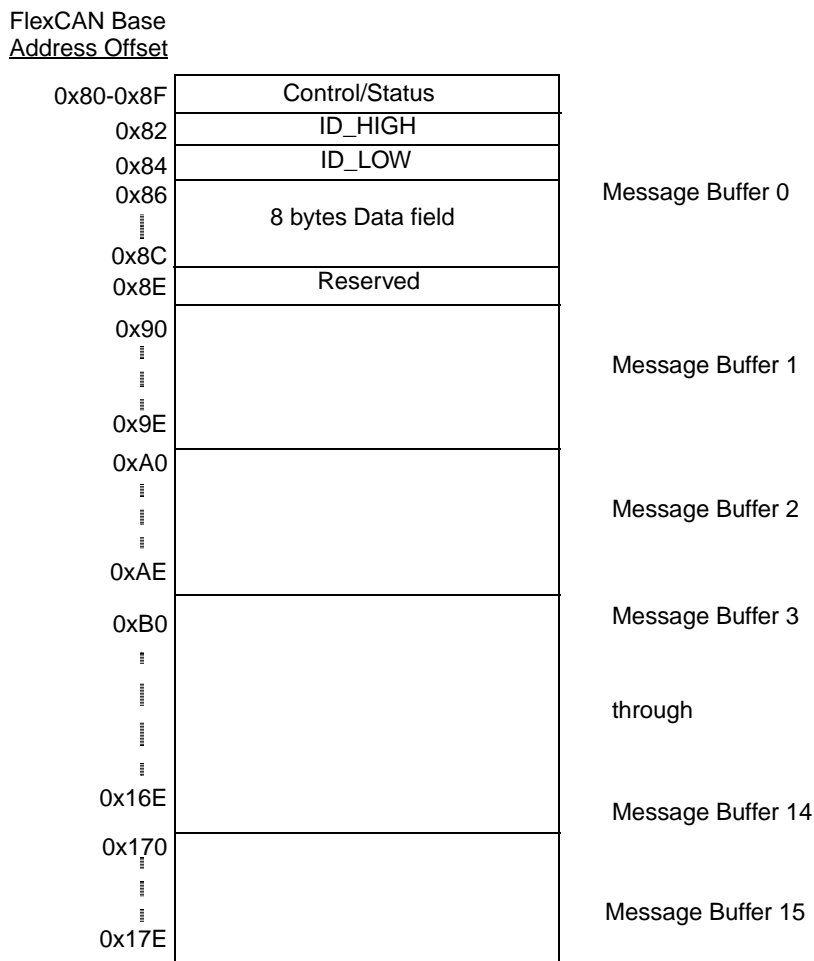 FlexCAN Base
Address Offset
0x80-0x8F Control/Status
0x82 ID_HIGH
0x84 ID_LOW
0x86
8 bytes Data field
Message Buffer 0
0x8C
0x8E Reserved
0x90
Message Buffer 1
0x9E
0xA0
Message Buffer 2
0xAE
0xB0
Message Buffer 3
through
0x16E
Message Buffer 14
0x170
Message Buffer 15
0x17E